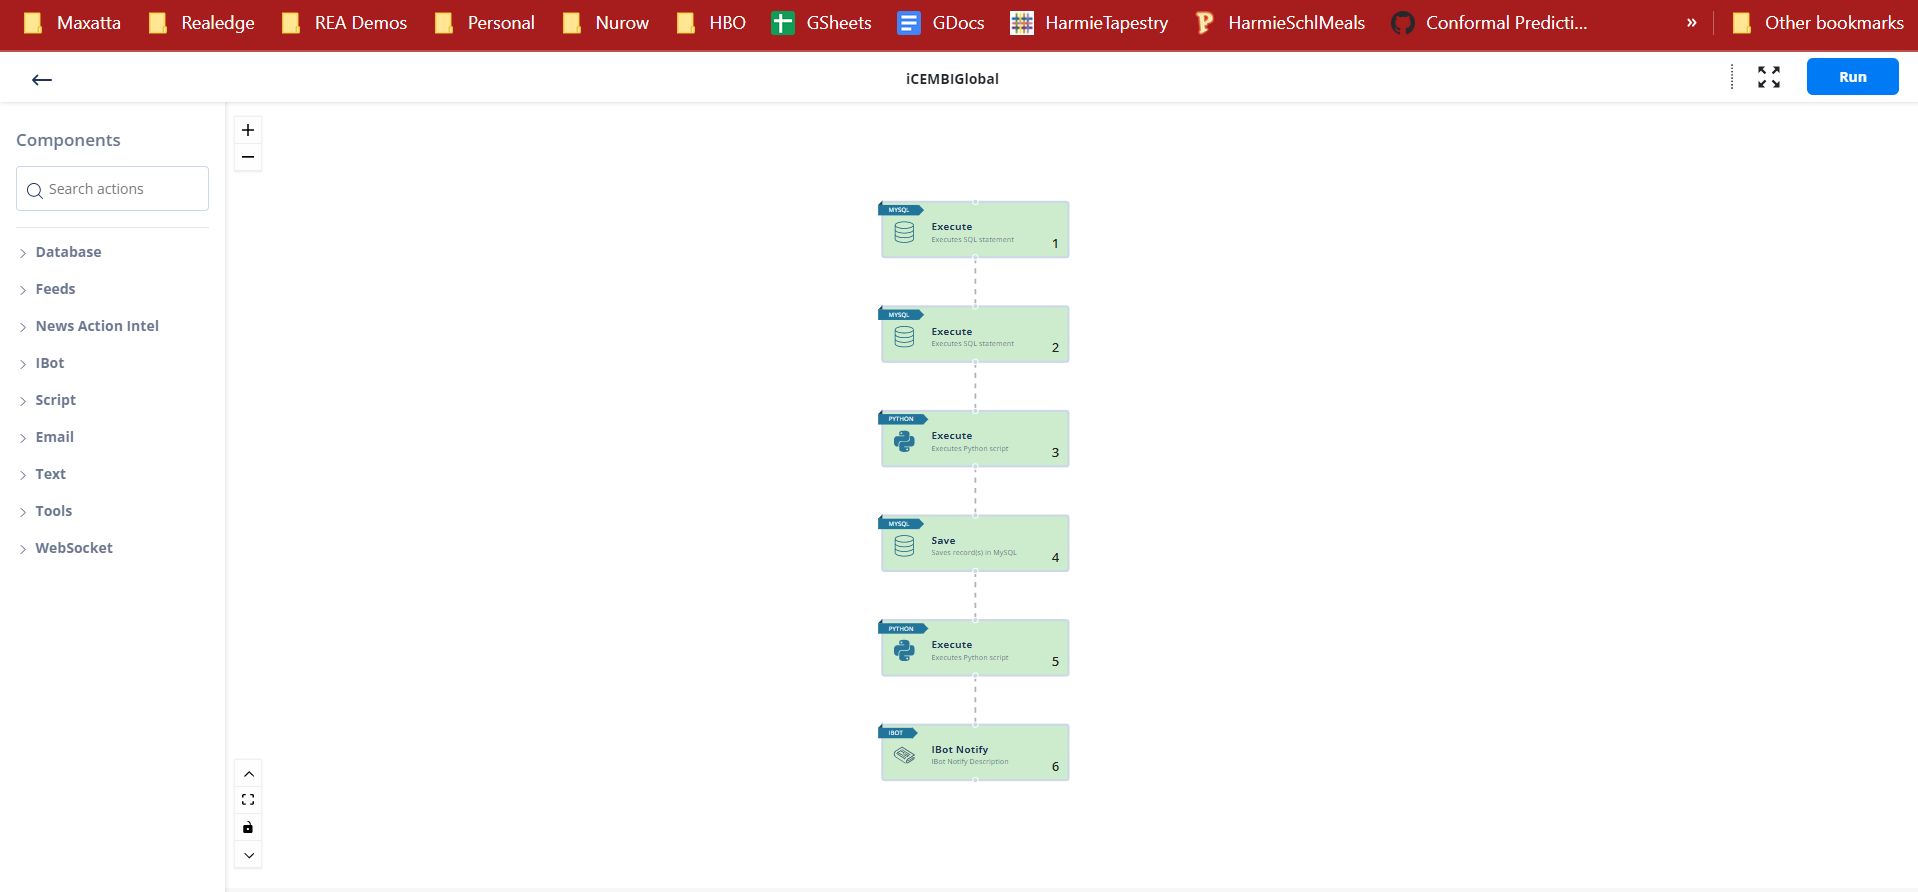 Maxatta Realedge REA Demos Personal Nurow HBO GSheets GDocs HarmieTapestry HarmieSchlMeals Conformal Predicti... » Other bookmarks
iCEMBIGlobal
Run
Components
Search actions
Database
Feeds
News Action Intel
IBot
Script
Email
Text
Tools
WebSocket
MYSQL
Execute
Executes SQL statement
1
MYSQL
Execute
Executes SQL statement
2
PYTHON
Execute
Executes Python script
3
MYSQL
Save
Saves record(s) in MySQL
4
PYTHON
Execute
Executes Python script
5
IBOT
IBot Notify
IBot Notify Description
6